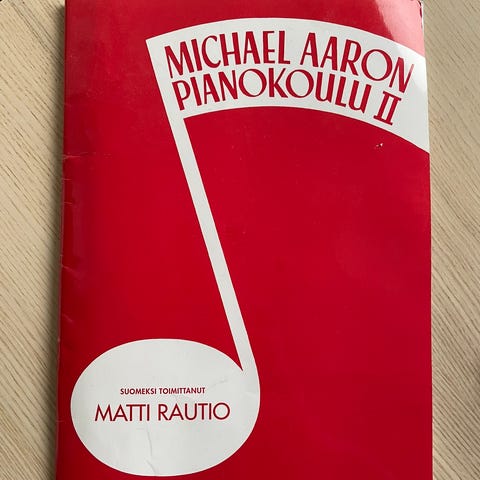 MICHAEL AARON
PIANOKOULU II
SUOMEKSI TOIMITTANUT
MATTI RAUTIO